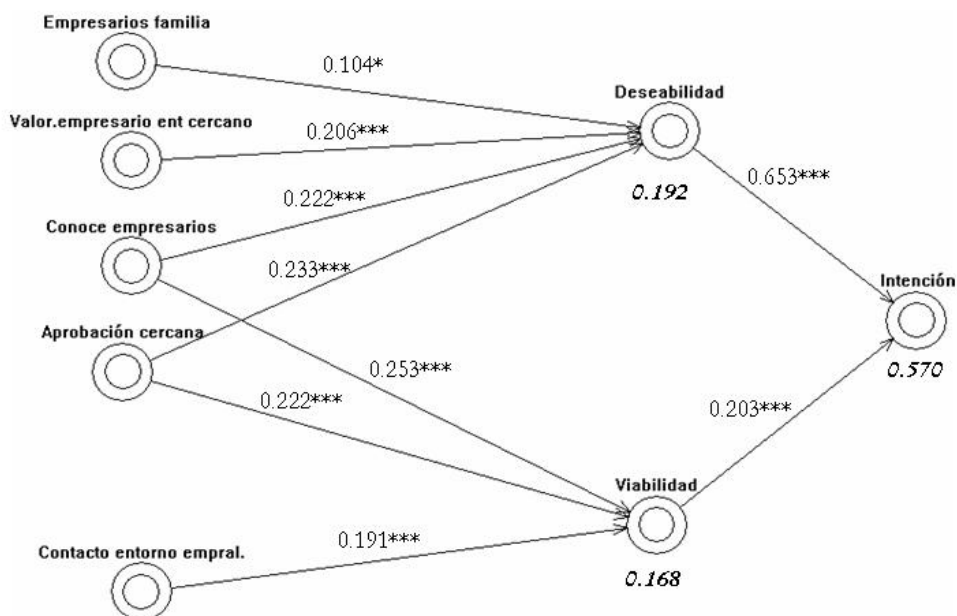 Empresarios familia
0.104*
Deseabilidad
Valor.empresario ent cercano
0.206***
0.653***
0.192
0.222***
Conoce empresarios
0.233***
Intención
Aprobación cercana
0.253***
0.570
0.222***
0.203***
Viabilidad
Contacto entorno empral.
0.191***
0.168